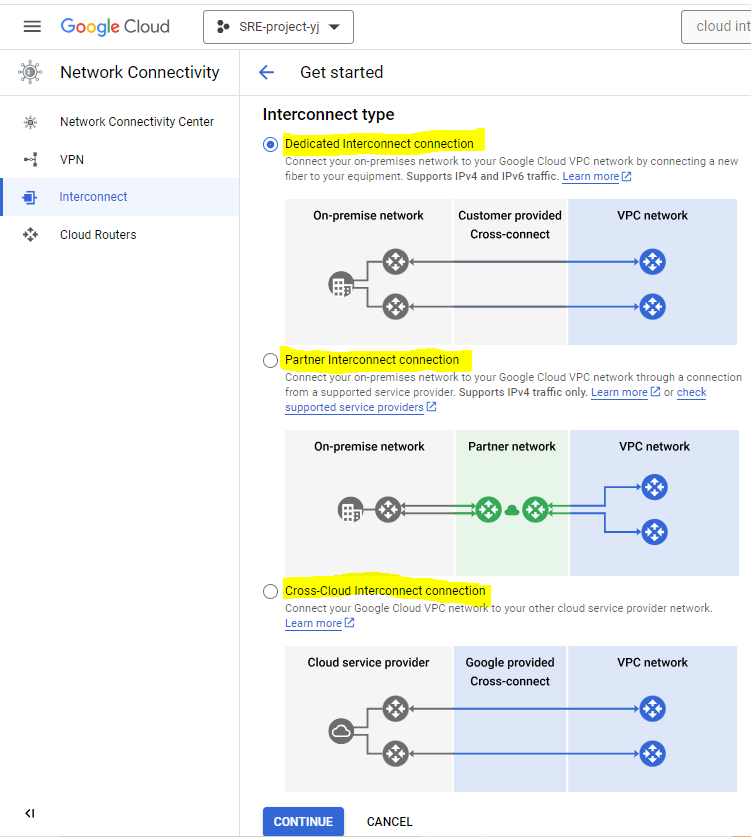 Google Cloud
SRE-project-yj
cloud int
Network Connectivity
Get started
Network Connectivity Center
VPN
Interconnect
Cloud Routers
Interconnect type
Dedicated Interconnect connection
Connect your on-premises network to your Google Cloud VPC network by connecting a new
fiber to your equipment. Supports IPv4 and IPv6 traffic. Learn more
On-premise network
Customer provided
Cross-connect
VPC network
Partner Interconnect connection
Connect your on-premises network to your Google Cloud VPC network through a connection
from a supported service provider. Supports IPv4 traffic only. Learn more or check
supported service providers
On-premise network
Partner network
VPC network
Cross-Cloud Interconnect connection
Connect your Google Cloud VPC network to your other cloud service provider network.
Learn more
Cloud service provider
Google provided
Cross-connect
VPC network
CONTINUE
CANCEL